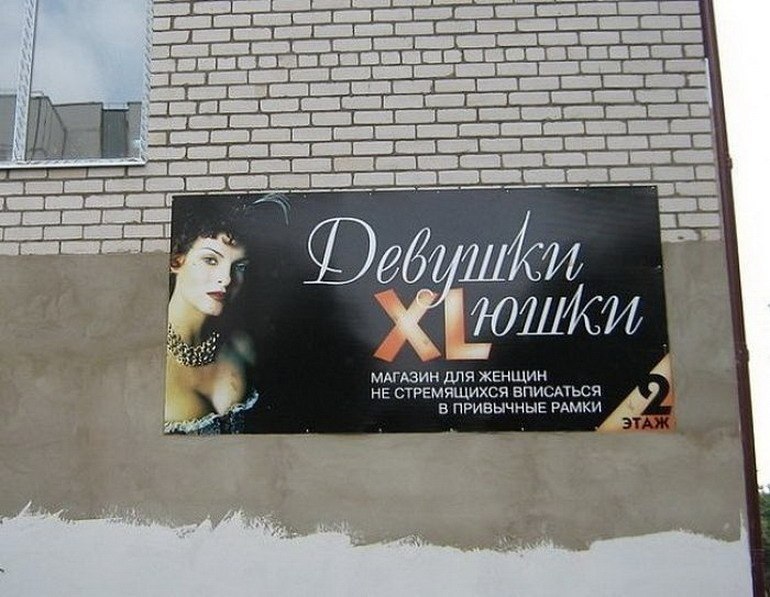 Девушки
XLюшки
МАГАЗИН ДЛЯ ЖЕНЩИН
НЕ СТРЕМЯЩИХСЯ ВПИСАТЬСЯ
В ПРИВЫЧНЫЕ РАМКИ
2
ЭТАЖ